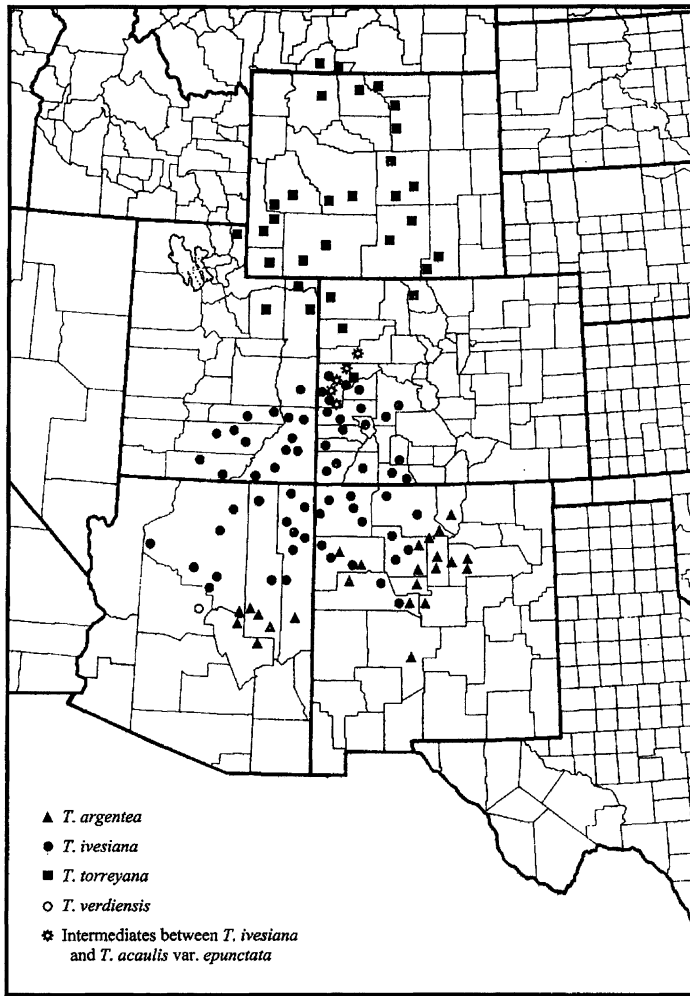 T. argentea
T. ivesiana
T. torreyana
T. verdiensis
Intermediates between T. ivesiana
and T. acaulis var. epunctata